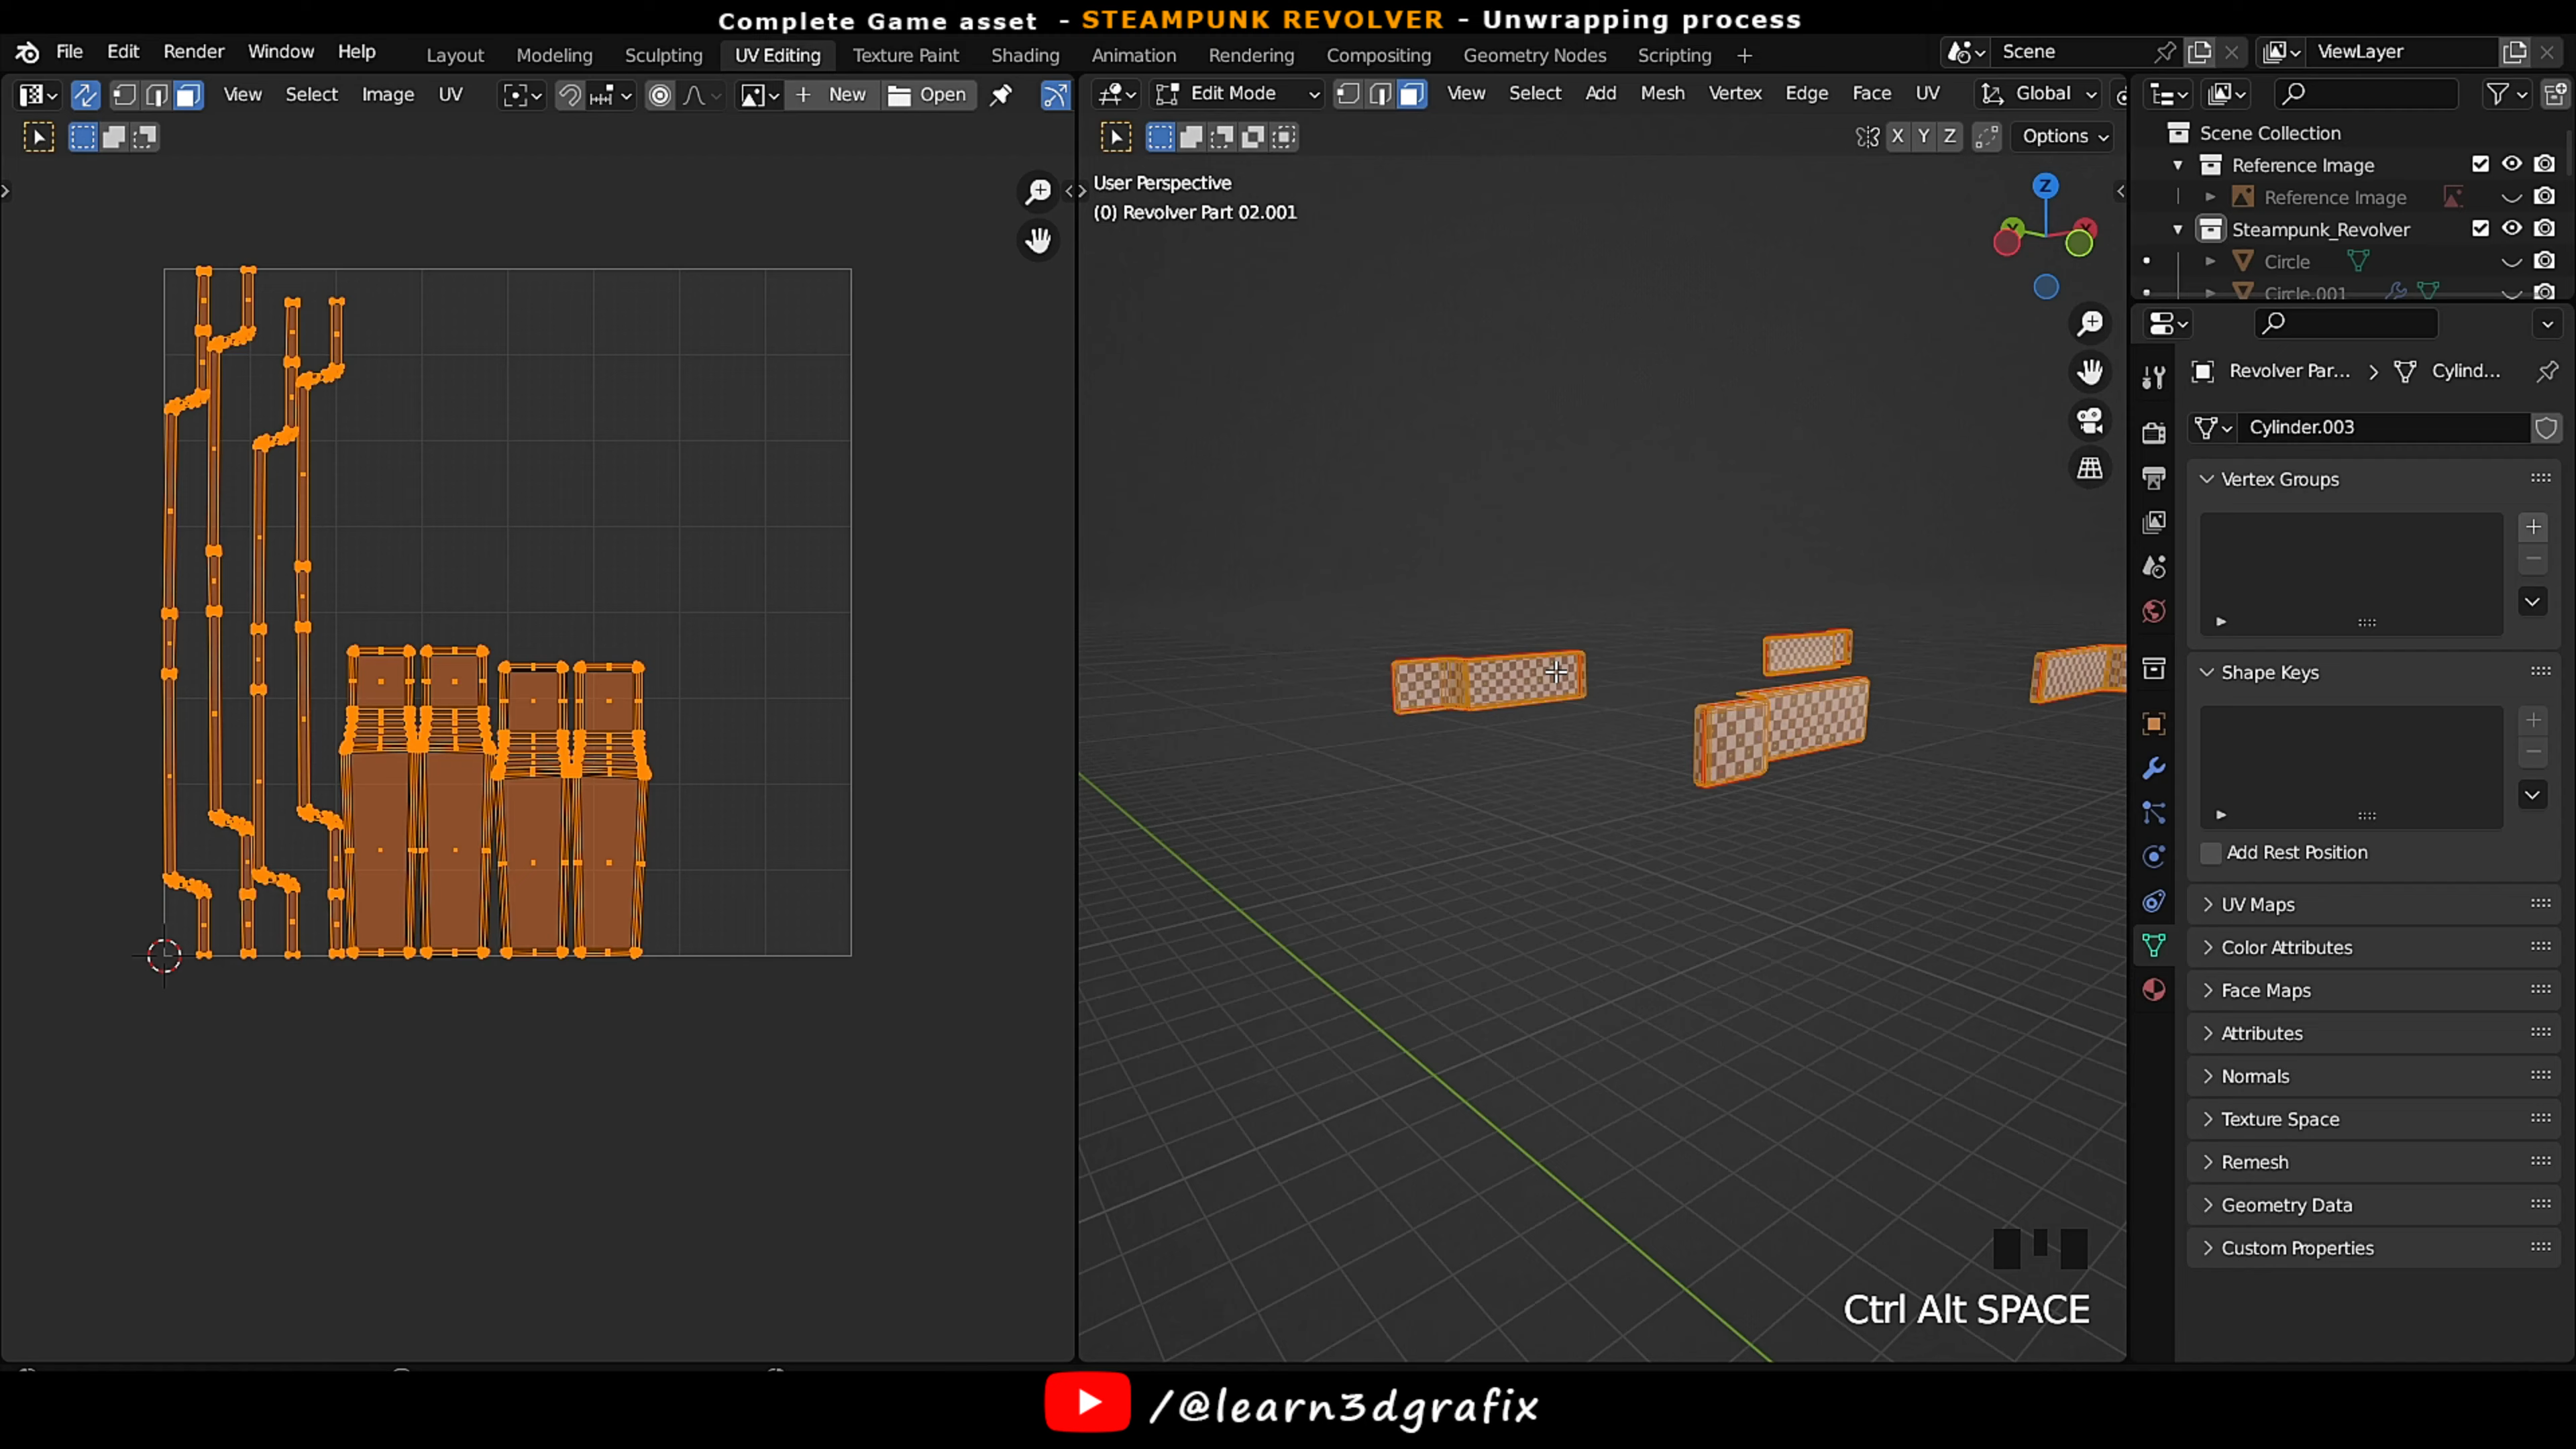 Complete Game asset - STEAMPUNK REVOLVER - Unwrapping process
File Edit Render Window Help Layout Modeling Sculpting UV Editing Texture Paint Shading Animation Rendering Compositing Geometry Nodes Scripting + Scene ViewLayer
View Select Image UV New Open Edit Mode View Select Add Mesh Vertex Edge Face UV Global
X Y Z Options
Scene Collection
Reference Image
Reference Image
Steampunk_Revolver
Circle
Circle.001
User Perspective
(0) Revolver Part 02.001
Z
Y
Revolver Par... > Cylind...
Cylinder.003
Vertex Groups
Shape Keys
Add Rest Position
UV Maps
Color Attributes
Face Maps
Attributes
Normals
Texture Space
Remesh
Geometry Data
Custom Properties
Ctrl Alt SPACE
/@learn3dgrafix